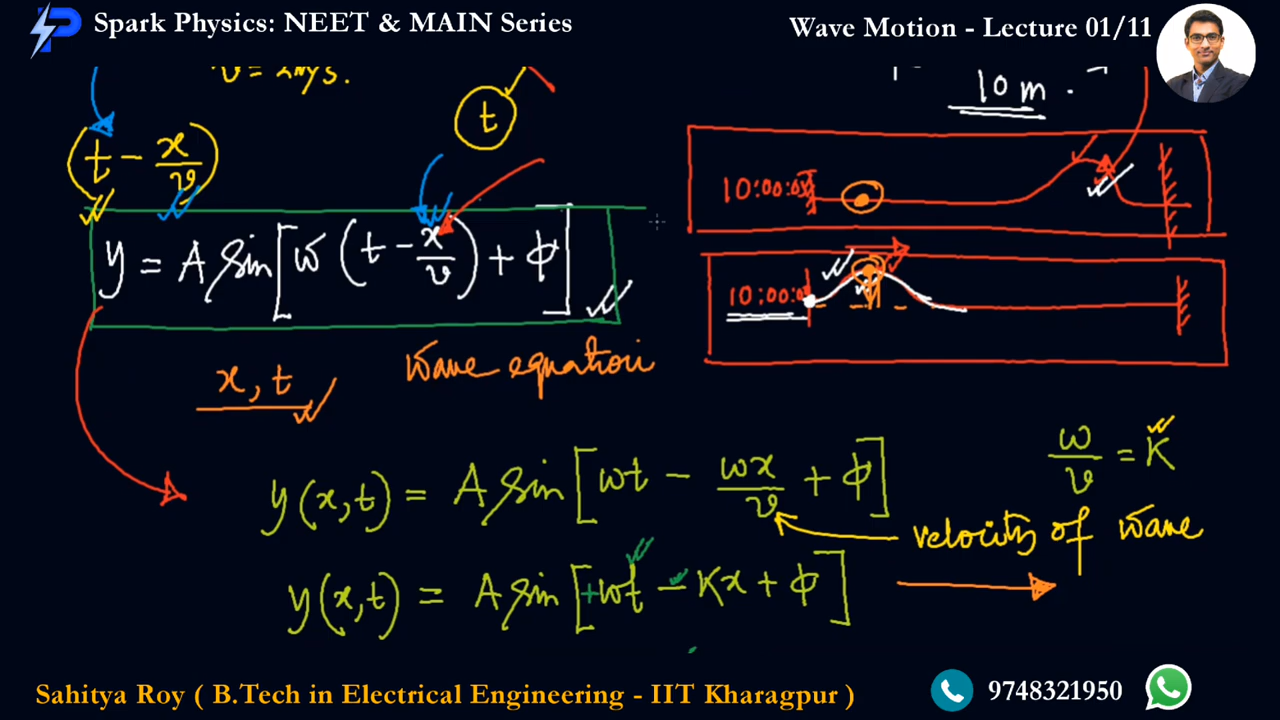 Spark Physics: NEET & MAIN Series
Wave Motion - Lecture 01/11
v = 2m/s.
10 m.
t
(t - x/v)
10:00:05
y = A sin[ω(t - x/v) + φ]
10:00:0
x, t
wave equation
ω/v = K
y(x,t) = A sin[ωt - ωx/v + φ]
velocity of wave
y(x,t) = A sin[+ωt - Kx + φ]
Sahitya Roy ( B.Tech in Electrical Engineering - IIT Kharagpur )
9748321950